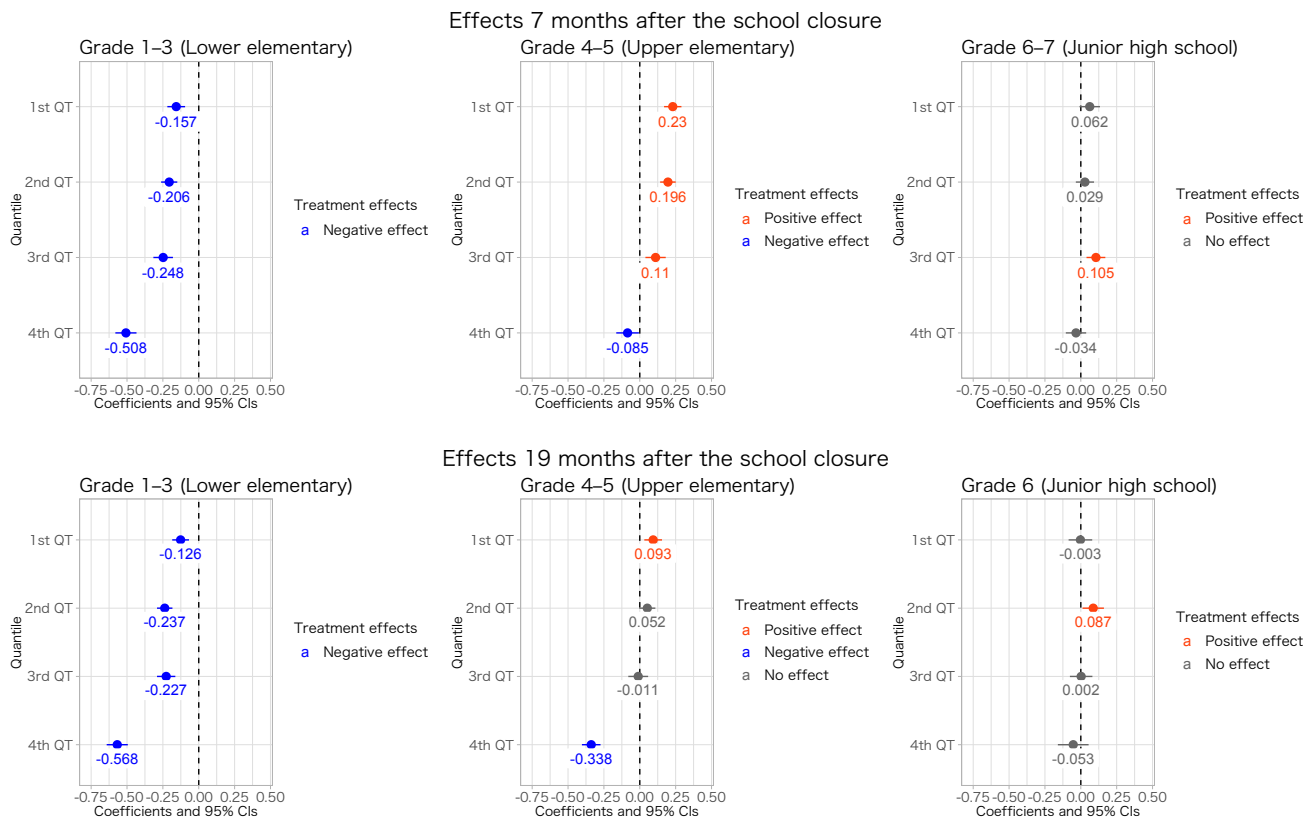 Effects 7 months after the school closure
Grade 1–3 (Lower elementary)
1st QT
-0.157
2nd QT
-0.206
3rd QT
-0.248
4th QT
-0.508
Quantile
-0.75 -0.50 -0.25 0.00 0.25 0.50
Coefficients and 95% CIs
Treatment effects
a Negative effect
Grade 4–5 (Upper elementary)
1st QT
0.23
2nd QT
0.196
3rd QT
0.11
4th QT
-0.085
Quantile
-0.75 -0.50 -0.25 0.00 0.25 0.50
Coefficients and 95% CIs
Treatment effects
a Positive effect
a Negative effect
Grade 6–7 (Junior high school)
1st QT
0.062
2nd QT
0.029
3rd QT
0.105
4th QT
-0.034
Quantile
-0.75 -0.50 -0.25 0.00 0.25 0.50
Coefficients and 95% CIs
Treatment effects
a Positive effect
a No effect
Effects 19 months after the school closure
Grade 1–3 (Lower elementary)
1st QT
-0.126
2nd QT
-0.237
3rd QT
-0.227
4th QT
-0.568
Quantile
-0.75 -0.50 -0.25 0.00 0.25 0.50
Coefficients and 95% CIs
Treatment effects
a Negative effect
Grade 4–5 (Upper elementary)
1st QT
0.093
2nd QT
0.052
3rd QT
-0.011
4th QT
-0.338
Quantile
-0.75 -0.50 -0.25 0.00 0.25 0.50
Coefficients and 95% CIs
Treatment effects
a Positive effect
a Negative effect
a No effect
Grade 6 (Junior high school)
1st QT
-0.003
2nd QT
0.087
3rd QT
0.002
4th QT
-0.053
Quantile
-0.75 -0.50 -0.25 0.00 0.25 0.50
Coefficients and 95% CIs
Treatment effects
a Positive effect
a No effect